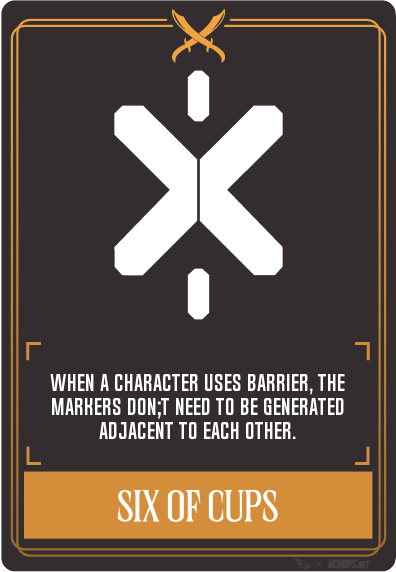 WHEN A CHARACTER USES BARRIER, THE
MARKERS DON;T NEED TO BE GENERATED
ADJACENT TO EACH OTHER.
SIX OF CUPS